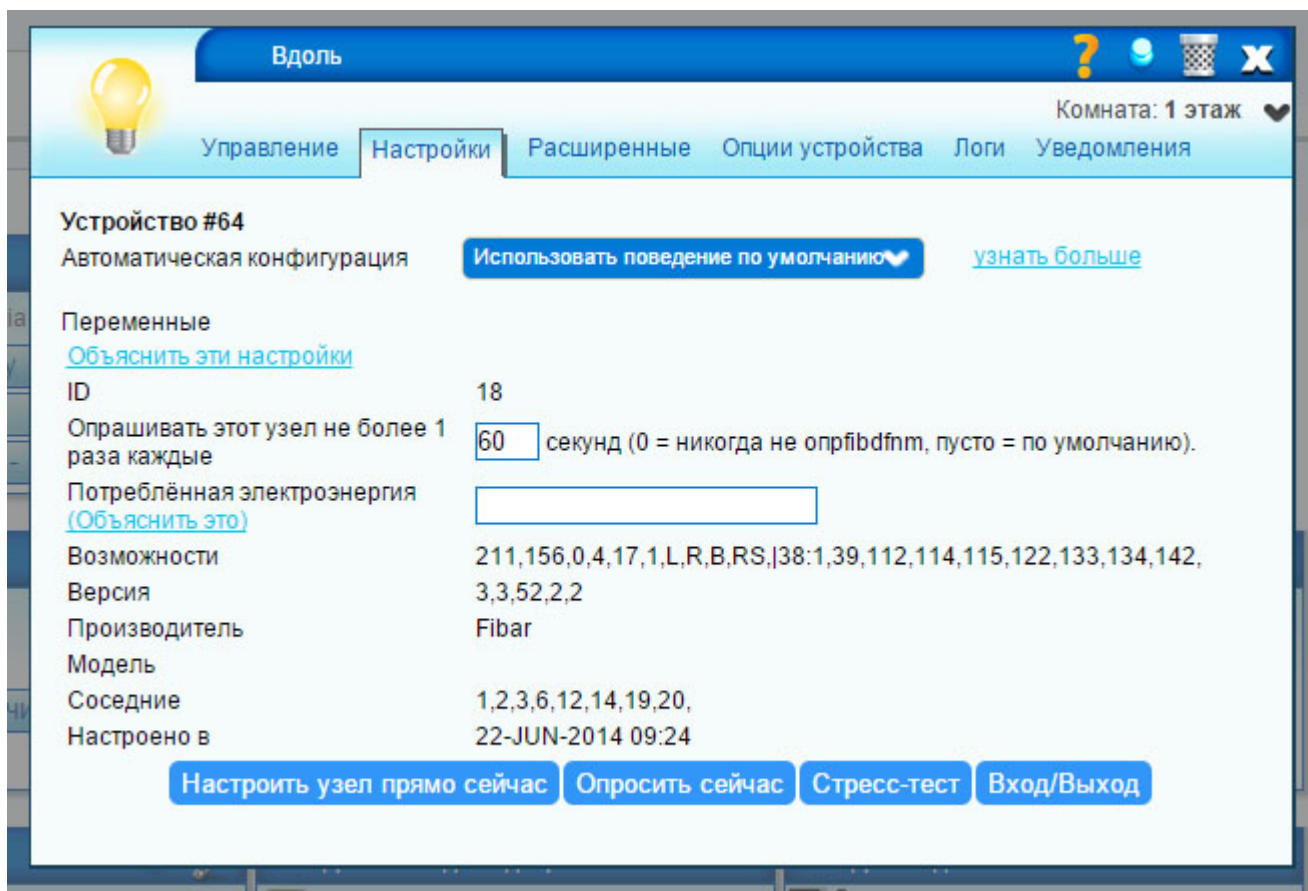 Вдоль
Комната: 1 этаж
Управление Настройки Расширенные Опции устройства Логи Уведомления
Устройство #64
Автоматическая конфигурация Использовать поведение по умолчанию узнать больше
Переменные
Объяснить эти настройки
ID 18
Опрашивать этот узел не более 1
раза каждые 60 секунд (0 = никогда не опрfibdfnm, пусто = по умолчанию).
Потреблённая электроэнергия
(Объяснить это)
Возможности 211,156,0,4,17,1,L,R,B,RS,|38:1,39,112,114,115,122,133,134,142,
Версия 3,3,52,2,2
Производитель Fibar
Модель
Соседние 1,2,3,6,12,14,19,20,
Настроено в 22-JUN-2014 09:24
Настроить узел прямо сейчас Опросить сейчас Стресс-тест Вход/Выход